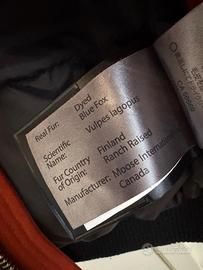 Real Fur: Dyed
Blue Fox
Scientific Vulpes lagopus
Name:
Fur Country Finland
of Origin: Ranch Raised
Manufacturer: Moose International
Canada
CA